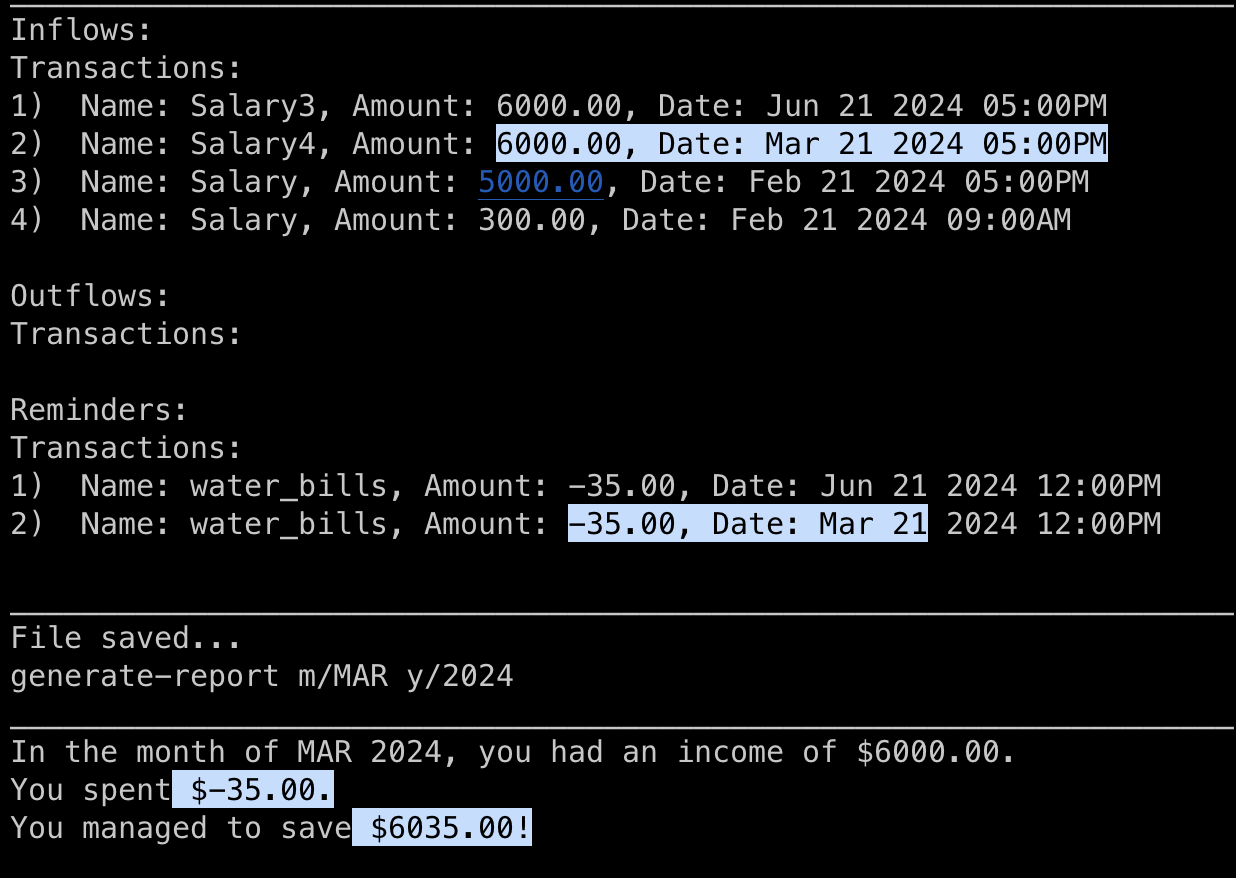 Inflows:
Transactions:
1)  Name: Salary3, Amount: 6000.00, Date: Jun 21 2024 05:00PM
2)  Name: Salary4, Amount: 6000.00, Date: Mar 21 2024 05:00PM
3)  Name: Salary, Amount: 5000.00, Date: Feb 21 2024 05:00PM
4)  Name: Salary, Amount: 300.00, Date: Feb 21 2024 09:00AM
Outflows:
Transactions:
Reminders:
Transactions:
1)  Name: water_bills, Amount: -35.00, Date: Jun 21 2024 12:00PM
2)  Name: water_bills, Amount: -35.00, Date: Mar 21 2024 12:00PM
File saved...
generate-report m/MAR y/2024
In the month of MAR 2024, you had an income of $6000.00.
You spent $-35.00.
You managed to save $6035.00!